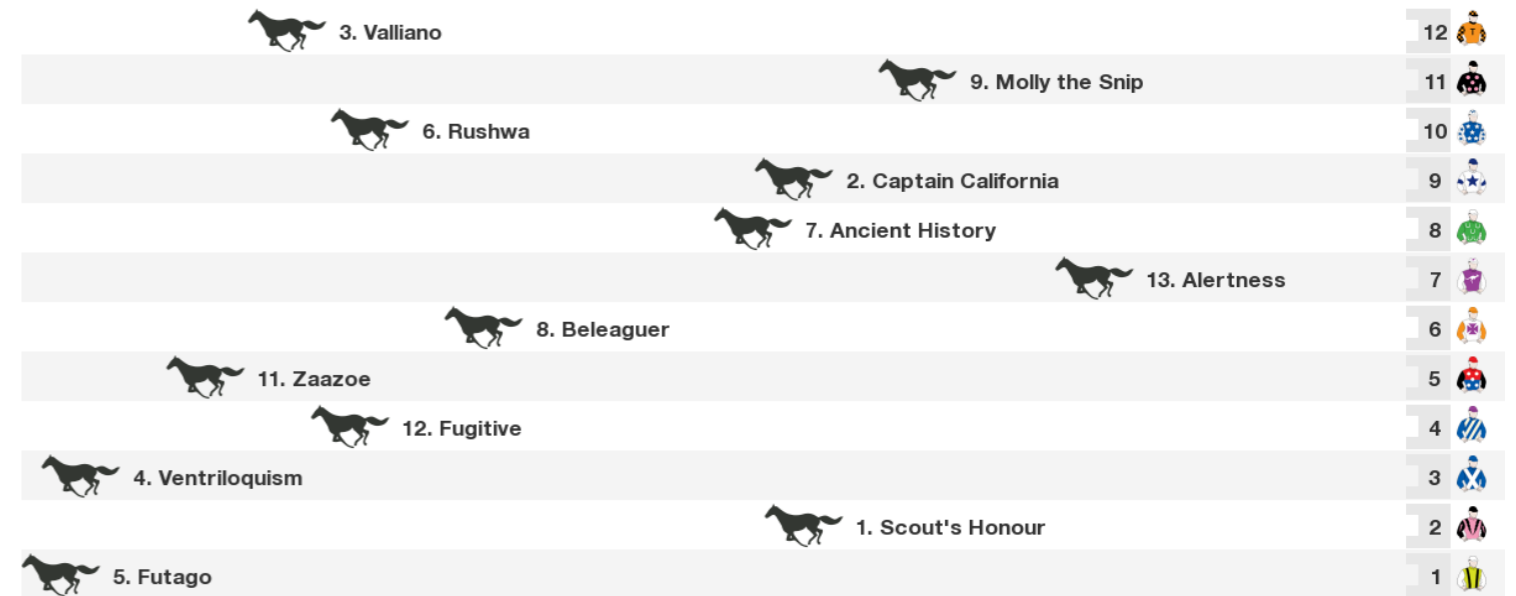 3. Valliano 12
9. Molly the Snip 11
6. Rushwa 10
2. Captain California 9
7. Ancient History 8
13. Alertness 7
8. Beleaguer 6
11. Zaazoe 5
12. Fugitive 4
4. Ventriloquism 3
1. Scout's Honour 2
5. Futago 1